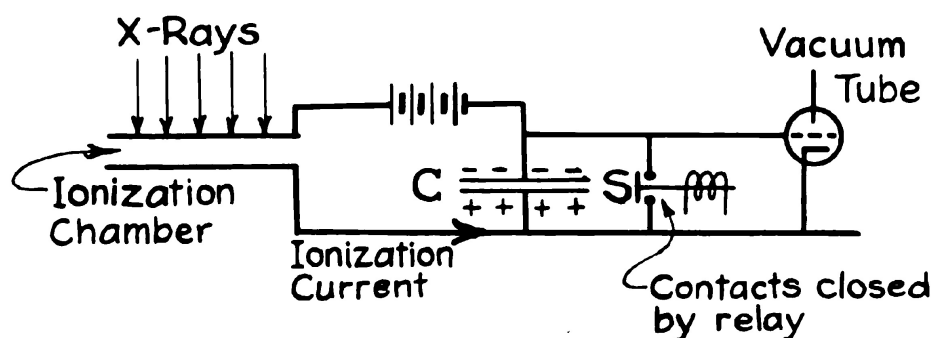 X-Rays
Vacuum
Tube
C
- - - -
+ + + +
S
Ionization
Chamber
Ionization
Current
Contacts closed
by relay